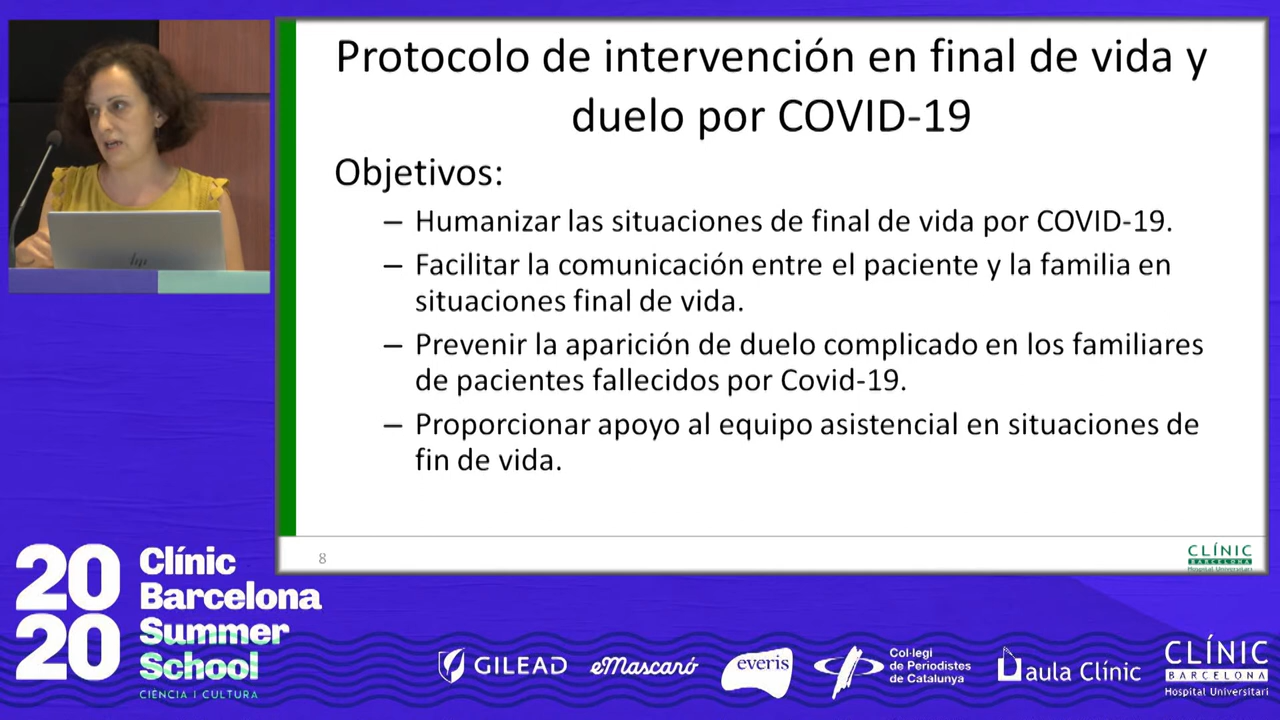 Protocolo de intervención en final de vida y
duelo por COVID-19
Objetivos:
– Humanizar las situaciones de final de vida por COVID-19.
– Facilitar la comunicación entre el paciente y la familia en
situaciones final de vida.
– Prevenir la aparición de duelo complicado en los familiares
de pacientes fallecidos por Covid-19.
– Proporcionar apoyo al equipo asistencial en situaciones de
fin de vida.
8
CLÍNIC
BARCELONA
Hospital Universitari
hp
20
20
Clínic
Barcelona
Summer
School
CIÈNCIA I CULTURA
GILEAD
eMascaró
everis
Col·legi
de Periodistes
de Catalunya
aula Clínic
CLÍNIC
BARCELONA
Hospital Universitari